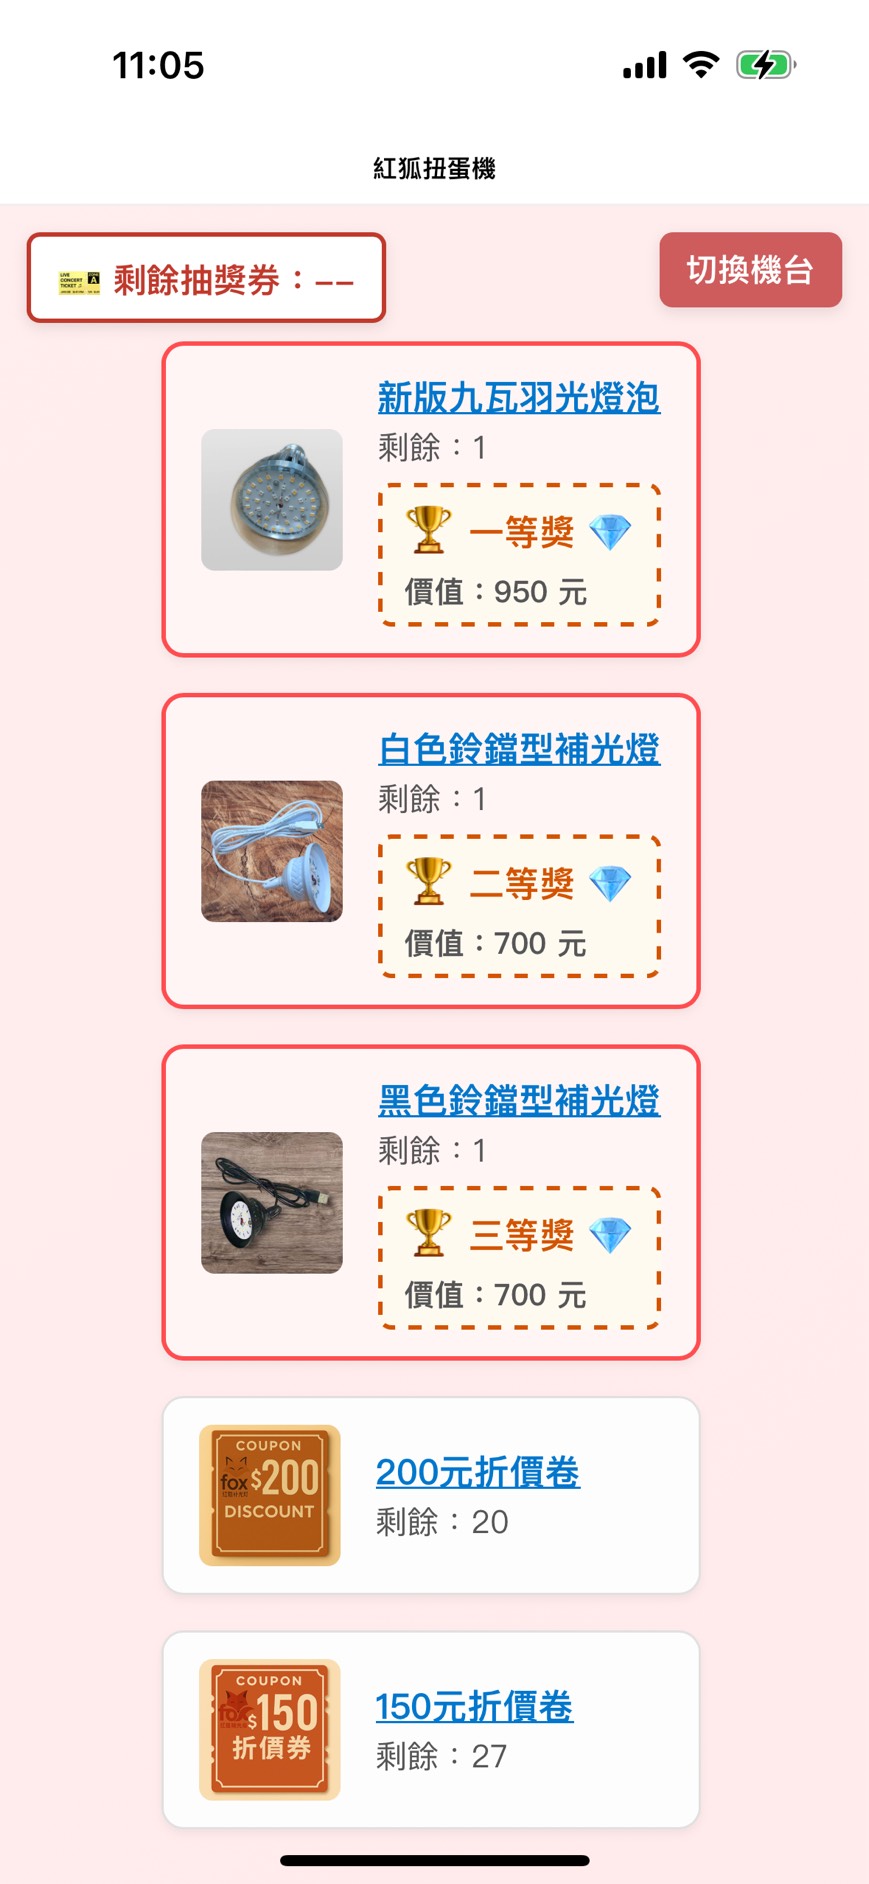 11:05
紅狐扭蛋機
LIVE
CONCERT
TICKET
A
剩餘抽獎券：--
切換機台
新版九瓦羽光燈泡
剩餘：1
一等獎
價值：950 元
白色鈴鐺型補光燈
剩餘：1
二等獎
價值：700 元
黑色鈴鐺型補光燈
剩餘：1
三等獎
價值：700 元
COUPON
fox $200
DISCOUNT
200元折價卷
剩餘：20
COUPON
fox $150
折價券
150元折價卷
剩餘：27